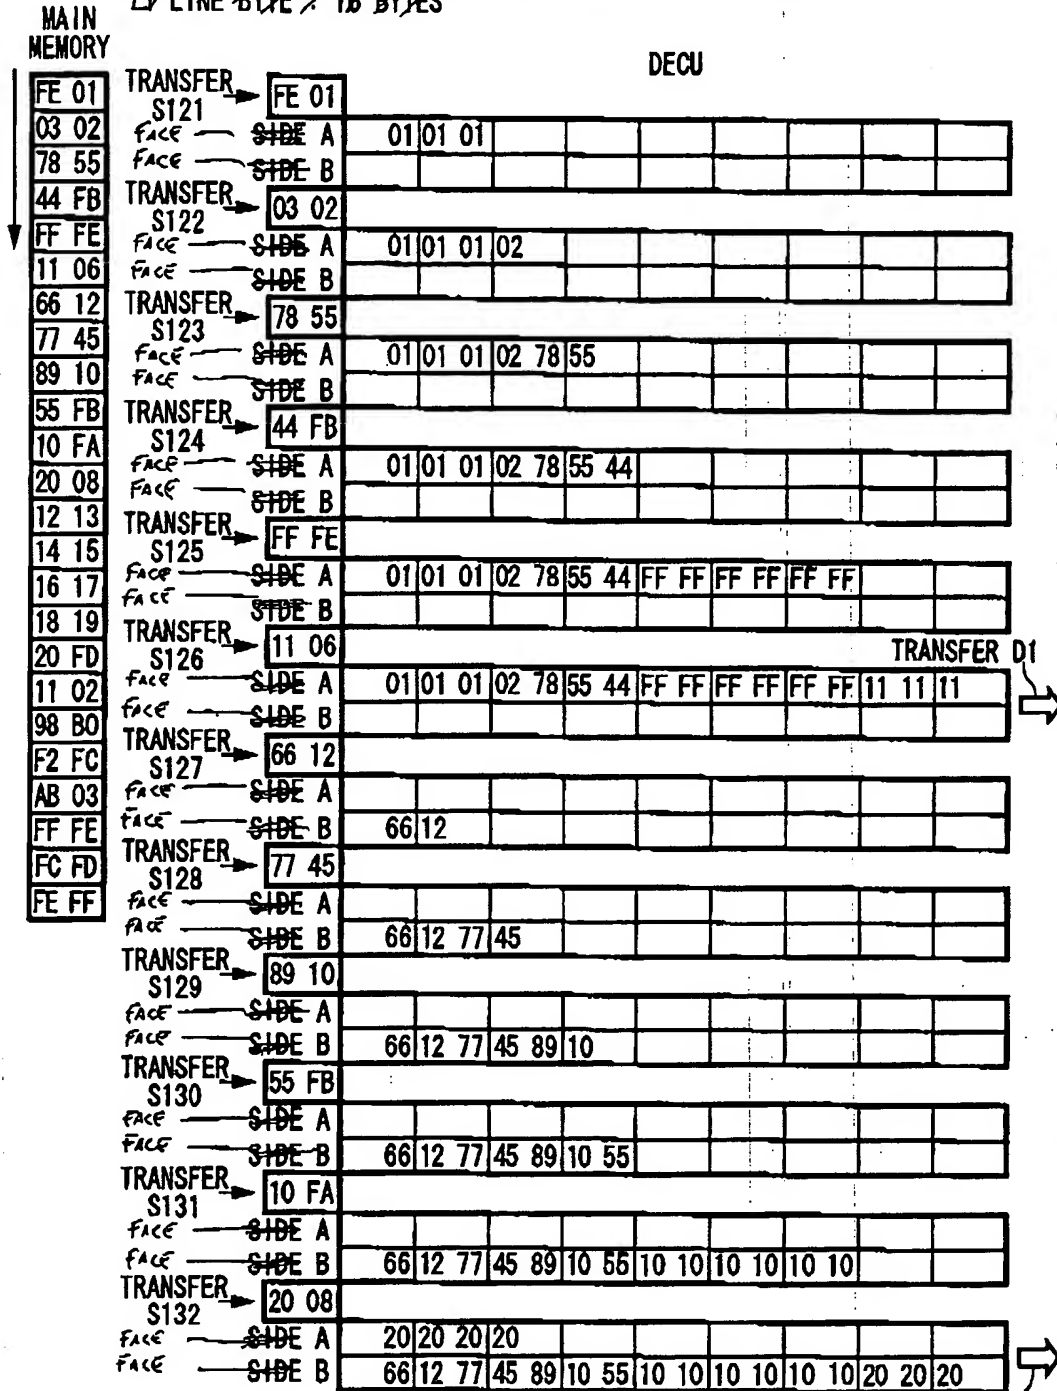 LINE BYTE 16 BYTES
MAIN
MEMORY
DECU
FE 01
03 02
78 55
44 FB
FF FE
11 06
66 12
77 45
89 10
55 FB
10 FA
20 08
12 13
14 15
16 17
18 19
20 FD
11 02
98 B0
F2 FC
AB 03
FF FE
FC FD
FE FF
TRANSFER S121 FE 01
FACE SIDE A 01 01 01
FACE SIDE B
TRANSFER S122 03 02
FACE SIDE A 01 01 01 02
FACE SIDE B
TRANSFER S123 78 55
FACE SIDE A 01 01 01 02 78 55
FACE SIDE B
TRANSFER S124 44 FB
FACE SIDE A 01 01 01 02 78 55 44
FACE SIDE B
TRANSFER S125 FF FE
FACE SIDE A 01 01 01 02 78 55 44 FF FF FF FF FF FF
FACE SIDE B
TRANSFER S126 11 06
TRANSFER D1
FACE SIDE A 01 01 01 02 78 55 44 FF FF FF FF FF FF 11 11 11
FACE SIDE B
TRANSFER S127 66 12
FACE SIDE A
FACE SIDE B 66 12
TRANSFER S128 77 45
FACE SIDE A
FACE SIDE B 66 12 77 45
TRANSFER S129 89 10
FACE SIDE A
FACE SIDE B 66 12 77 45 89 10
TRANSFER S130 55 FB
FACE SIDE A
FACE SIDE B 66 12 77 45 89 10 55
TRANSFER S131 10 FA
FACE SIDE A
FACE SIDE B 66 12 77 45 89 10 55 10 10 10 10 10 10
TRANSFER S132 20 08
FACE SIDE A 20 20 20 20
FACE SIDE B 66 12 77 45 89 10 55 10 10 10 10 10 10 20 20 20